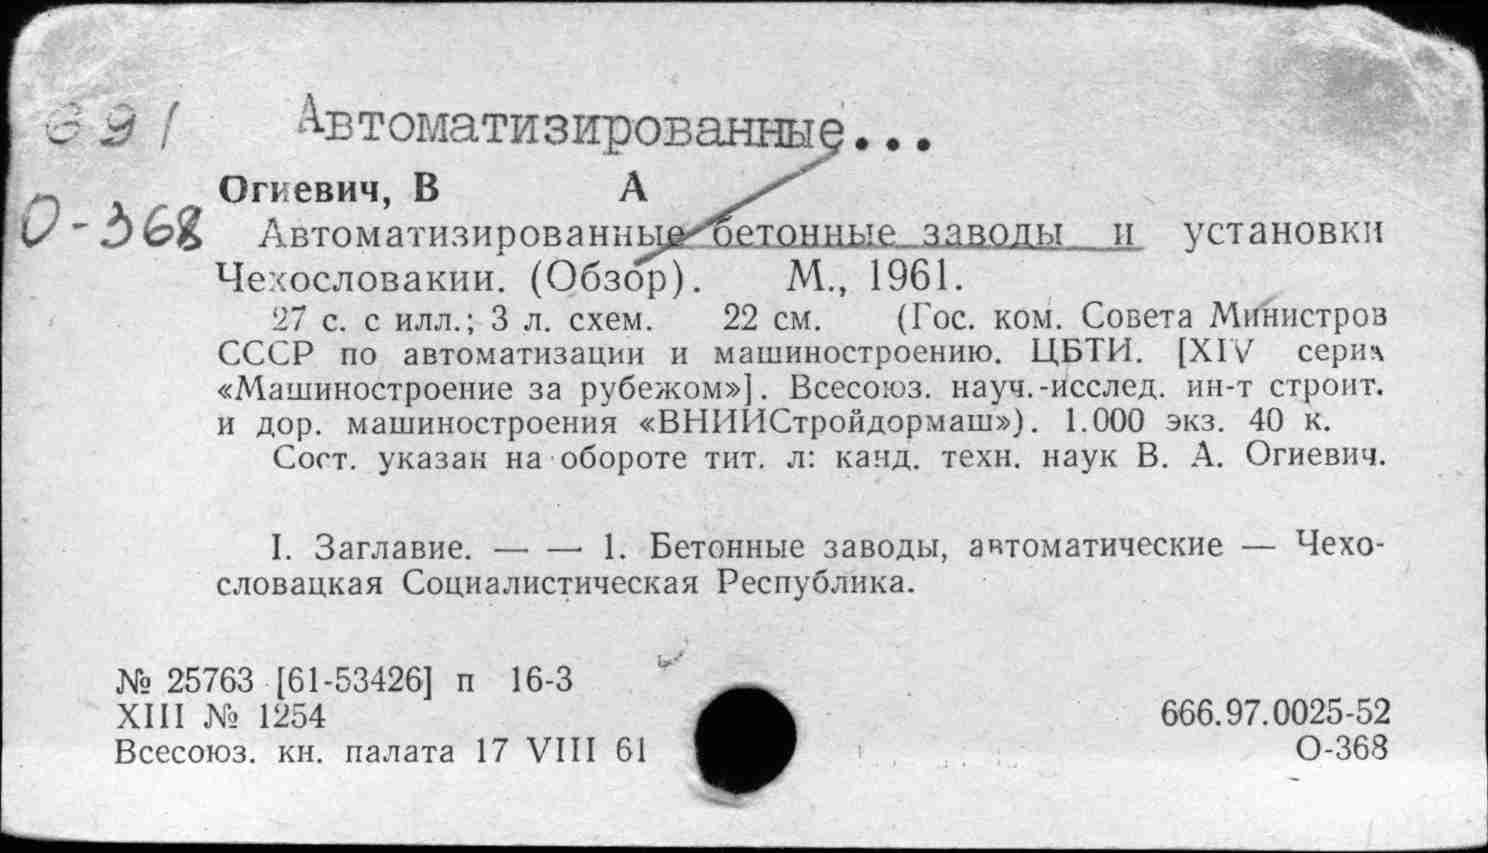 691 Автоматизированные...
О-368
Огиевич, В А
Автоматизированные бетонные заводы и установки
Чехословакии. (Обзор). М., 1961.
27 с. с илл.; 3 л. схем. 22 см. (Гос. ком. Совета Министров
СССР по автоматизации и машиностроению. ЦБТИ. [XIV серия
«Машиностроение за рубежом»]. Всесоюз. науч.-исслед. ин-т строит.
и дор. машиностроения «ВНИИСтройдормаш»). 1.000 экз. 40 к.
Сост. указан на обороте тит. л: канд. техн. наук В. А. Огиевич.
I. Заглавие. — — 1. Бетонные заводы, автоматические — Чехо-
словацкая Социалистическая Республика.
№ 25763 [61-53426] п 16-3
XIII № 1254 666.97.0025-52
Всесоюз. кн. палата 17 VIII 61 О-368